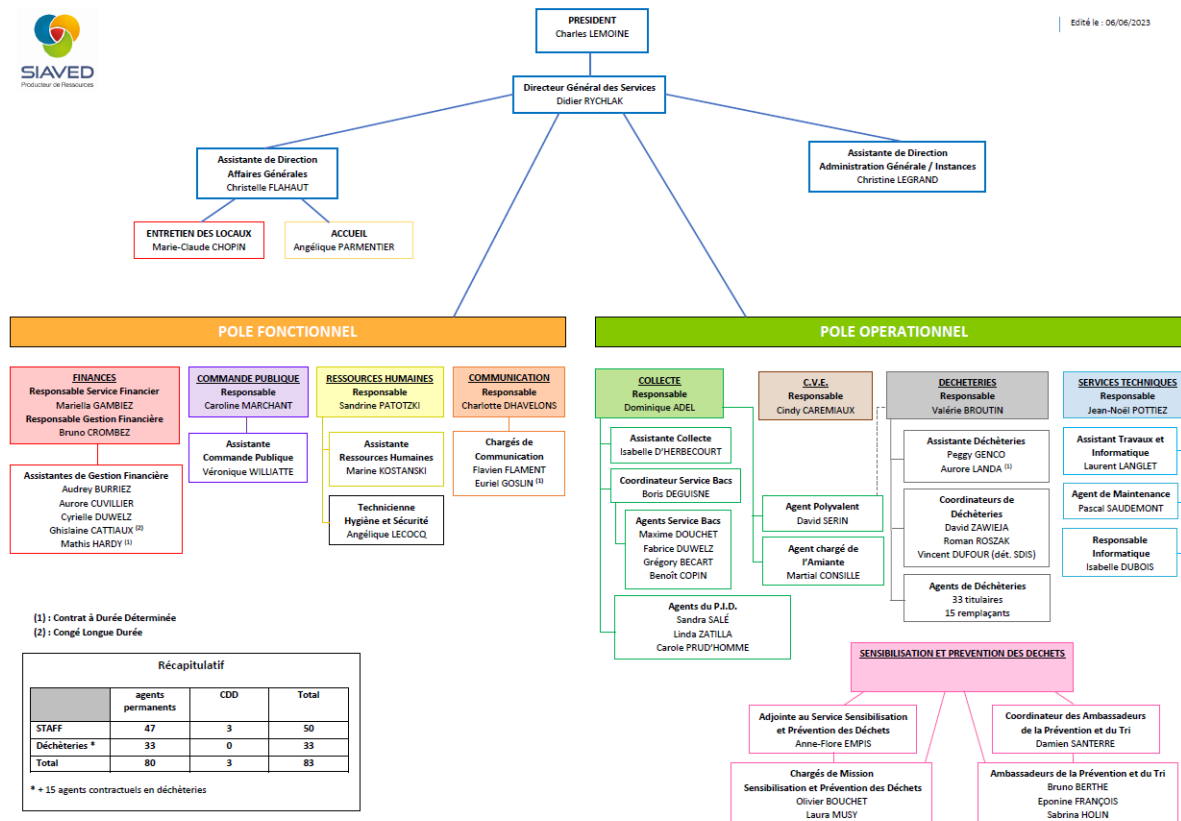 SIAVED
Producteur de Ressources
PRESIDENT
Charles LEMOINE
Edité le : 06/06/2023
Directeur Général des Services
Didier RYCHLAK
Assistante de Direction
Affaires Générales
Christelle FLAHAUT
Assistante de Direction
Administration Générale / Instances
Christine LEGRAND
ENTRETIEN DES LOCAUX
Marie-Claude CHOPIN
ACCUEIL
Angélique PARMENTIER
POLE FONCTIONNEL
FINANCES
Responsable Service Financier
Mariella GAMBIEZ
Responsable Gestion Financière
Bruno CROMBEZ
Assistantes de Gestion Financière
Audrey BURRIEZ
Aurore CUVILLIER
Cyrielle DUWELZ
Ghislaine CATTIAUX (2)
Mathis HARDY (1)
COMMANDE PUBLIQUE
Responsable
Caroline MARCHANT
Assistante
Commande Publique
Véronique WILLIATTE
RESSOURCES HUMAINES
Responsable
Sandrine PATOTZKI
Assistante
Ressources Humaines
Marine KOSTANSKI
Technicienne
Hygiène et Sécurité
Angélique LECOCQ
COMMUNICATION
Responsable
Charlotte DHAVELONS
Chargés de
Communication
Flavien FLAMENT
Euriel GOSLIN (1)
POLE OPERATIONNEL
COLLECTE
Responsable
Dominique ADEL
Assistante Collecte
Isabelle D'HERBECOURT
Coordinateur Service Bacs
Boris DEGUISNE
Agents Service Bacs
Maxime DOUCHET
Fabrice DUWELZ
Grégory BECART
Benoît COPIN
Agents du P.I.D.
Sandra SALÉ
Linda ZATILLA
Carole PRUD'HOMME
C.V.E.
Responsable
Cindy CAREMIAUX
Agent Polyvalent
David SERIN
Agent chargé de
l'Amiante
Martial CONSILLE
DECHETERIES
Responsable
Valérie BROUTIN
Assistante Déchèteries
Peggy GENCO
Aurore LANDA (1)
Coordinateurs de
Déchèteries
David ZAWIEJA
Roman ROSZAK
Vincent DUFOUR (dét. SDIS)
Agents de Déchèteries
33 titulaires
15 remplaçants
SERVICES TECHNIQUES
Responsable
Jean-Noël POTTIEZ
Assistant Travaux et
Informatique
Laurent LANGLET
Agent de Maintenance
Pascal SAUDEMONT
Responsable
Informatique
Isabelle DUBOIS
SENSIBILISATION ET PREVENTION DES DECHETS
Adjointe au Service Sensibilisation
et Prévention des Déchets
Anne-Flore EMPIS
Chargés de Mission
Sensibilisation et Prévention des Déchets
Olivier BOUCHET
Laura MUSY
Coordinateur des Ambassadeurs
de la Prévention et du Tri
Damien SANTERRE
Ambassadeurs de la Prévention et du Tri
Bruno BERTHE
Eponine FRANÇOIS
Sabrina HOLIN
(1) : Contrat à Durée Déterminée
(2) : Congé Longue Durée
Récapitulatif
agents permanents CDD Total
STAFF 47 3 50
Déchèteries * 33 0 33
Total 80 3 83
* + 15 agents contractuels en déchèteries